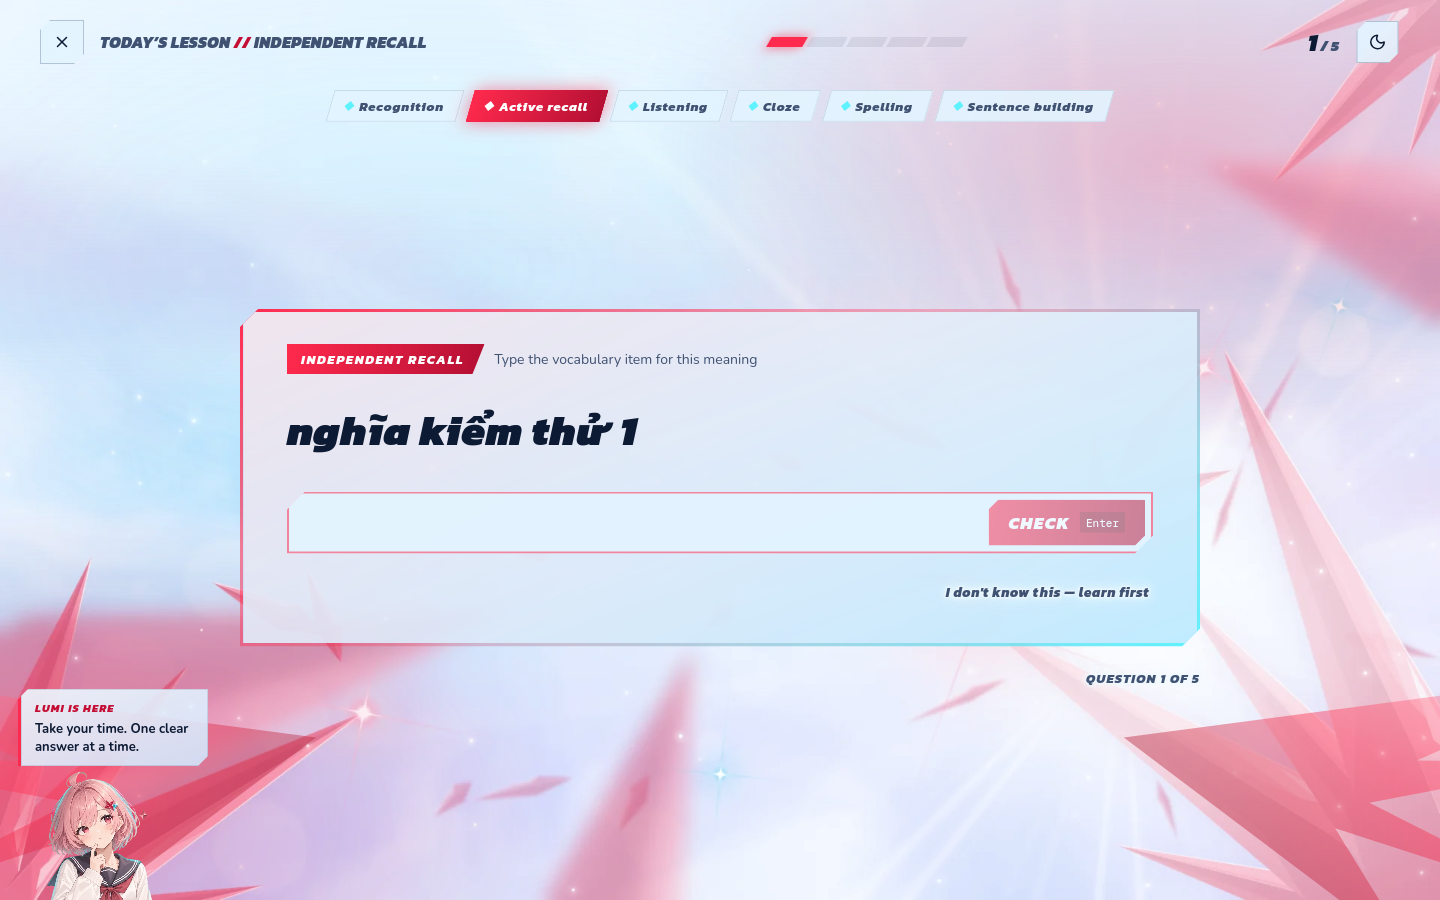 TODAY'S LESSON // INDEPENDENT RECALL
1 / 5
Recognition
Active recall
Listening
Cloze
Spelling
Sentence building
INDEPENDENT RECALL
Type the vocabulary item for this meaning
nghĩa kiểm thử 1
CHECK Enter
I don't know this — learn first
QUESTION 1 OF 5
LUMI IS HERE
Take your time. One clear
answer at a time.